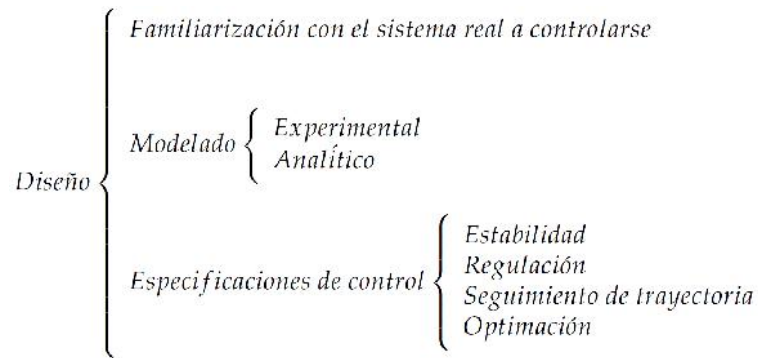 Familiarización con el sistema real a controlarse
Diseño
Modelado
Experimental
Analítico
Especificaciones de control
Estabilidad
Regulación
Seguimiento de trayectoria
Optimación